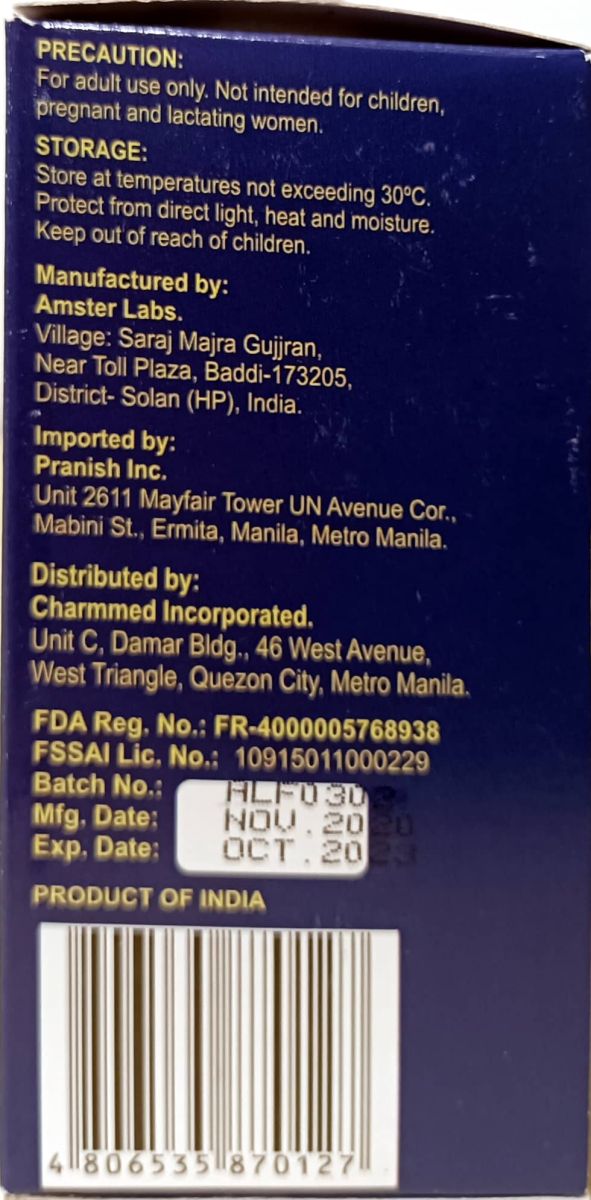 PRECAUTION:
For adult use only. Not intended for children,
pregnant and lactating women.
STORAGE:
Store at temperatures not exceeding 30ºC.
Protect from direct light, heat and moisture.
Keep out of reach of children.
Manufactured by:
Amster Labs.
Village: Saraj Majra Gujjran,
Near Toll Plaza, Baddi-173205,
District- Solan (HP), India.
Imported by:
Pranish Inc.
Unit 2611 Mayfair Tower UN Avenue Cor.,
Mabini St., Ermita, Manila, Metro Manila.
Distributed by:
Charmmed Incorporated.
Unit C, Damar Bldg., 46 West Avenue,
West Triangle, Quezon City, Metro Manila.
FDA Reg. No.: FR-4000005768938
FSSAI Lic. No.: 10915011000229
Batch No.:
Mfg. Date: NOV.2020
Exp. Date: OCT.2023
PRODUCT OF INDIA
4 806535 870127